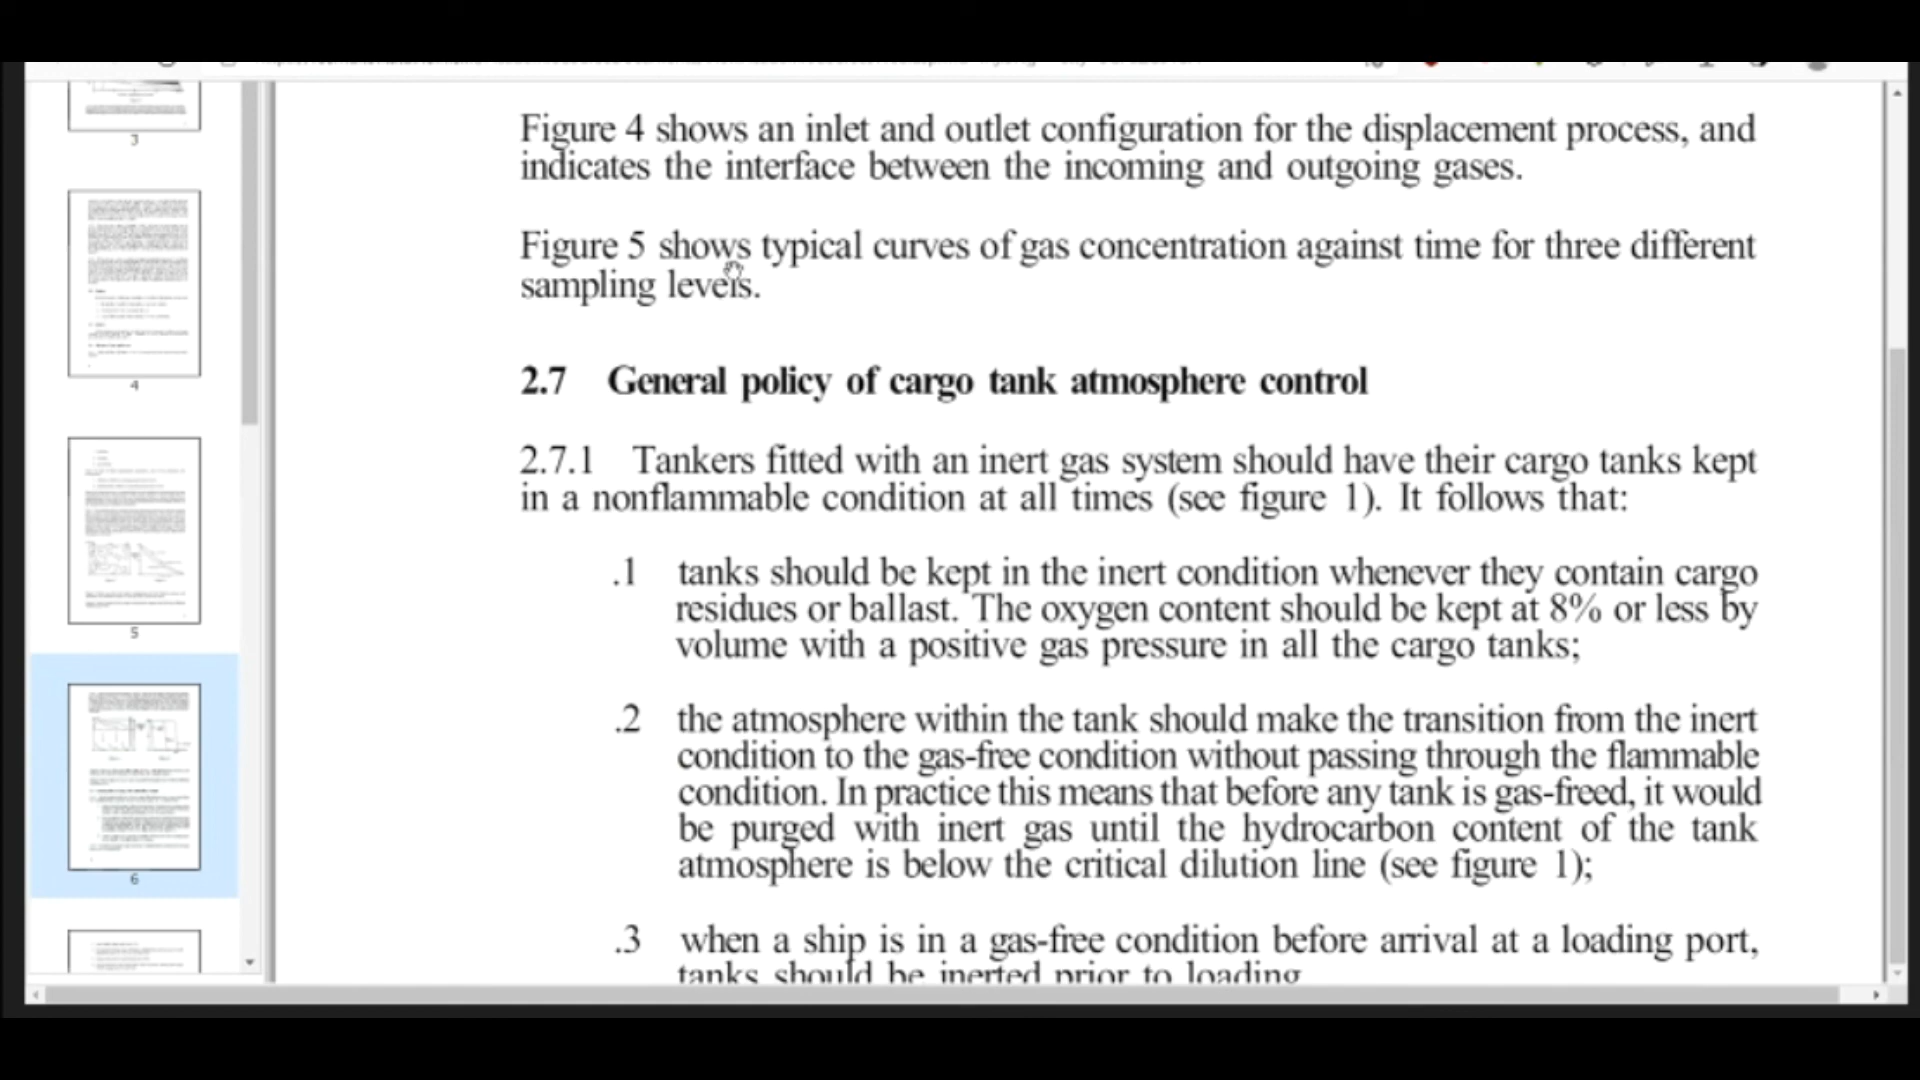 Figure 4 shows an inlet and outlet configuration for the displacement process, and
indicates the interface between the incoming and outgoing gases.
Figure 5 shows typical curves of gas concentration against time for three different
sampling levels.
2.7 General policy of cargo tank atmosphere control
2.7.1 Tankers fitted with an inert gas system should have their cargo tanks kept
in a nonflammable condition at all times (see figure 1). It follows that:
.1 tanks should be kept in the inert condition whenever they contain cargo
residues or ballast. The oxygen content should be kept at 8% or less by
volume with a positive gas pressure in all the cargo tanks;
.2 the atmosphere within the tank should make the transition from the inert
condition to the gas-free condition without passing through the flammable
condition. In practice this means that before any tank is gas-freed, it would
be purged with inert gas until the hydrocarbon content of the tank
atmosphere is below the critical dilution line (see figure 1);
.3 when a ship is in a gas-free condition before arrival at a loading port,
tanks should be inerted prior to loading
3
4
5
6